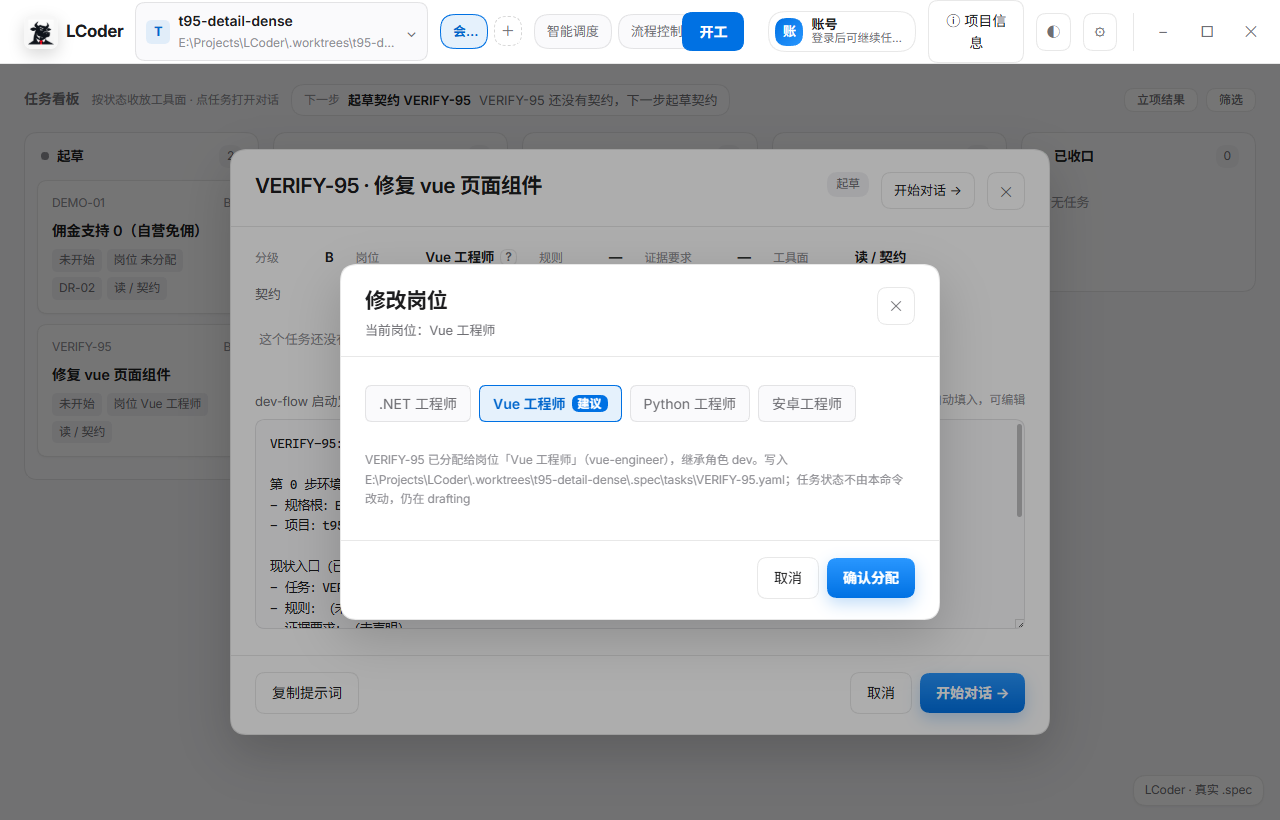 LCoder
T
t95-detail-dense
E:\Projects\LCoder\.worktrees\t95-d...
会...
+
智能调度
流程控制
开工
账
账号
登录后可继续任...
项目信息
任务看板
按状态收放工具面 · 点任务打开对话
下一步 起草契约 VERIFY-95 VERIFY-95 还没有契约，下一步起草契约
立项结果
筛选
起草
2
已收口
0
无任务
DEMO-01
B
佣金支持 0（自营免佣）
未开始
岗位 未分配
DR-02
读 / 契约
VERIFY-95
B
修复 vue 页面组件
未开始
岗位 Vue 工程师
读 / 契约
VERIFY-95 · 修复 vue 页面组件
起草
开始对话 →
分级 B 岗位 Vue 工程师 ? 规则 — 证据要求 — 工具面 读 / 契约
契约
这个任务还没有
dev-flow 启动
动填入，可编辑
VERIFY-95:
第 0 步环境
- 规格根:
- 项目: t95
现状入口（已
- 任务: VER
- 规则: （未
证据要求: （未声明）
复制提示词
取消
开始对话 →
修改岗位
当前岗位：Vue 工程师
.NET 工程师
Vue 工程师 建议
Python 工程师
安卓工程师
VERIFY-95 已分配给岗位「Vue 工程师」（vue-engineer），继承角色 dev。写入
E:\Projects\LCoder\.worktrees\t95-detail-dense\.spec\tasks\VERIFY-95.yaml；任务状态不由本命令
改动，仍在 drafting
取消
确认分配
LCoder · 真实 .spec